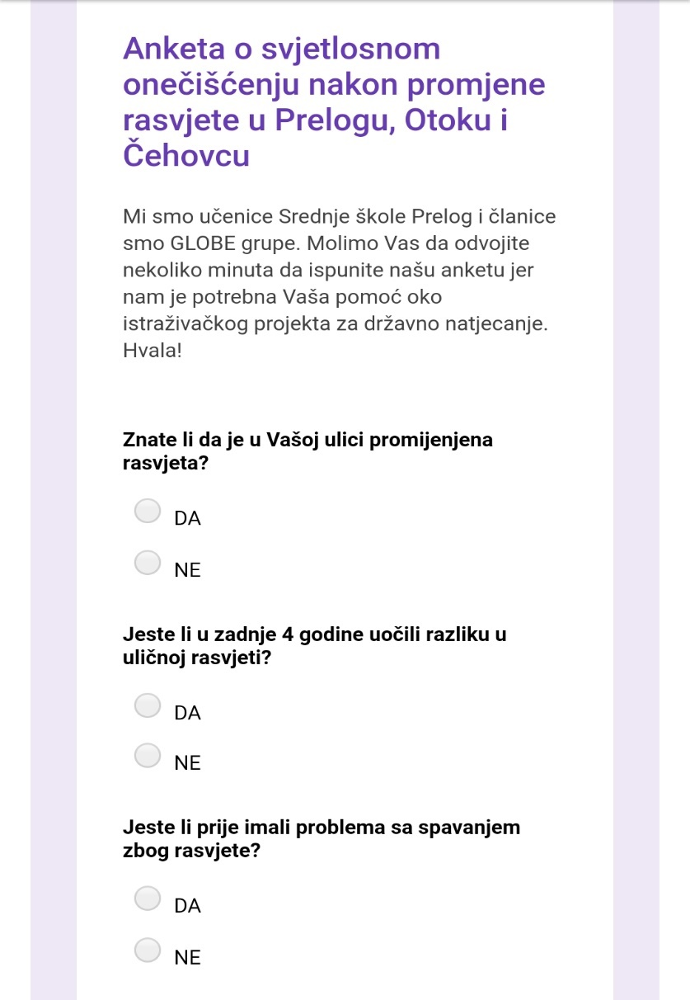 Anketa o svjetlosnom
onečišćenju nakon promjene
rasvjete u Prelogu, Otoku i
Čehovcu
Mi smo učenice Srednje škole Prelog i članice
smo GLOBE grupe. Molimo Vas da odvojite
nekoliko minuta da ispunite našu anketu jer
nam je potrebna Vaša pomoć oko
istraživačkog projekta za državno natjecanje.
Hvala!
Znate li da je u Vašoj ulici promijenjena
rasvjeta?
DA
NE
Jeste li u zadnje 4 godine uočili razliku u
uličnoj rasvjeti?
DA
NE
Jeste li prije imali problema sa spavanjem
zbog rasvjete?
DA
NE